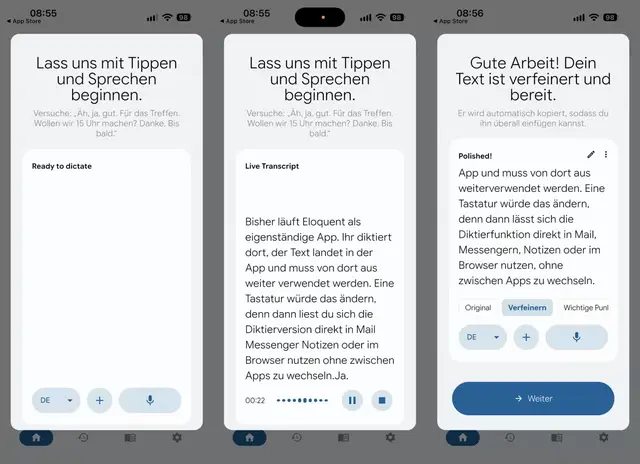 08:55
98
App Store
Lass uns mit Tippen
und Sprechen
beginnen.
Versuche: „Äh, ja, gut. Für das Treffen.
Wollen wir 15 Uhr machen? Danke. Bis
bald."
Ready to dictate
DE
08:55
98
App Store
Lass uns mit Tippen
und Sprechen
beginnen.
Versuche: „Äh, ja, gut. Für das Treffen.
Wollen wir 15 Uhr machen? Danke. Bis
bald."
Live Transcript
Bisher läuft Eloquent als
eigenständige App. Ihr diktiert
dort, der Text landet in der
App und muss von dort aus
weiter verwendet werden. Eine
Tastatur würde das ändern,
denn dann liest du sich die
Diktierversion direkt in Mail
Messenger Notizen oder im
Browser nutzen ohne zwischen
Apps zu wechseln.Ja.
00:22
08:56
98
App Store
Gute Arbeit! Dein
Text ist verfeinert und
bereit.
Er wird automatisch kopiert, sodass du
ihn überall einfügen kannst.
Polished!
App und muss von dort aus
weiterverwendet werden. Eine
Tastatur würde das ändern,
denn dann lässt sich die
Diktierfunktion direkt in Mail,
Messengern, Notizen oder im
Browser nutzen, ohne
zwischen Apps zu wechseln.
Original
Verfeinern
Wichtige Punl
DE
Weiter